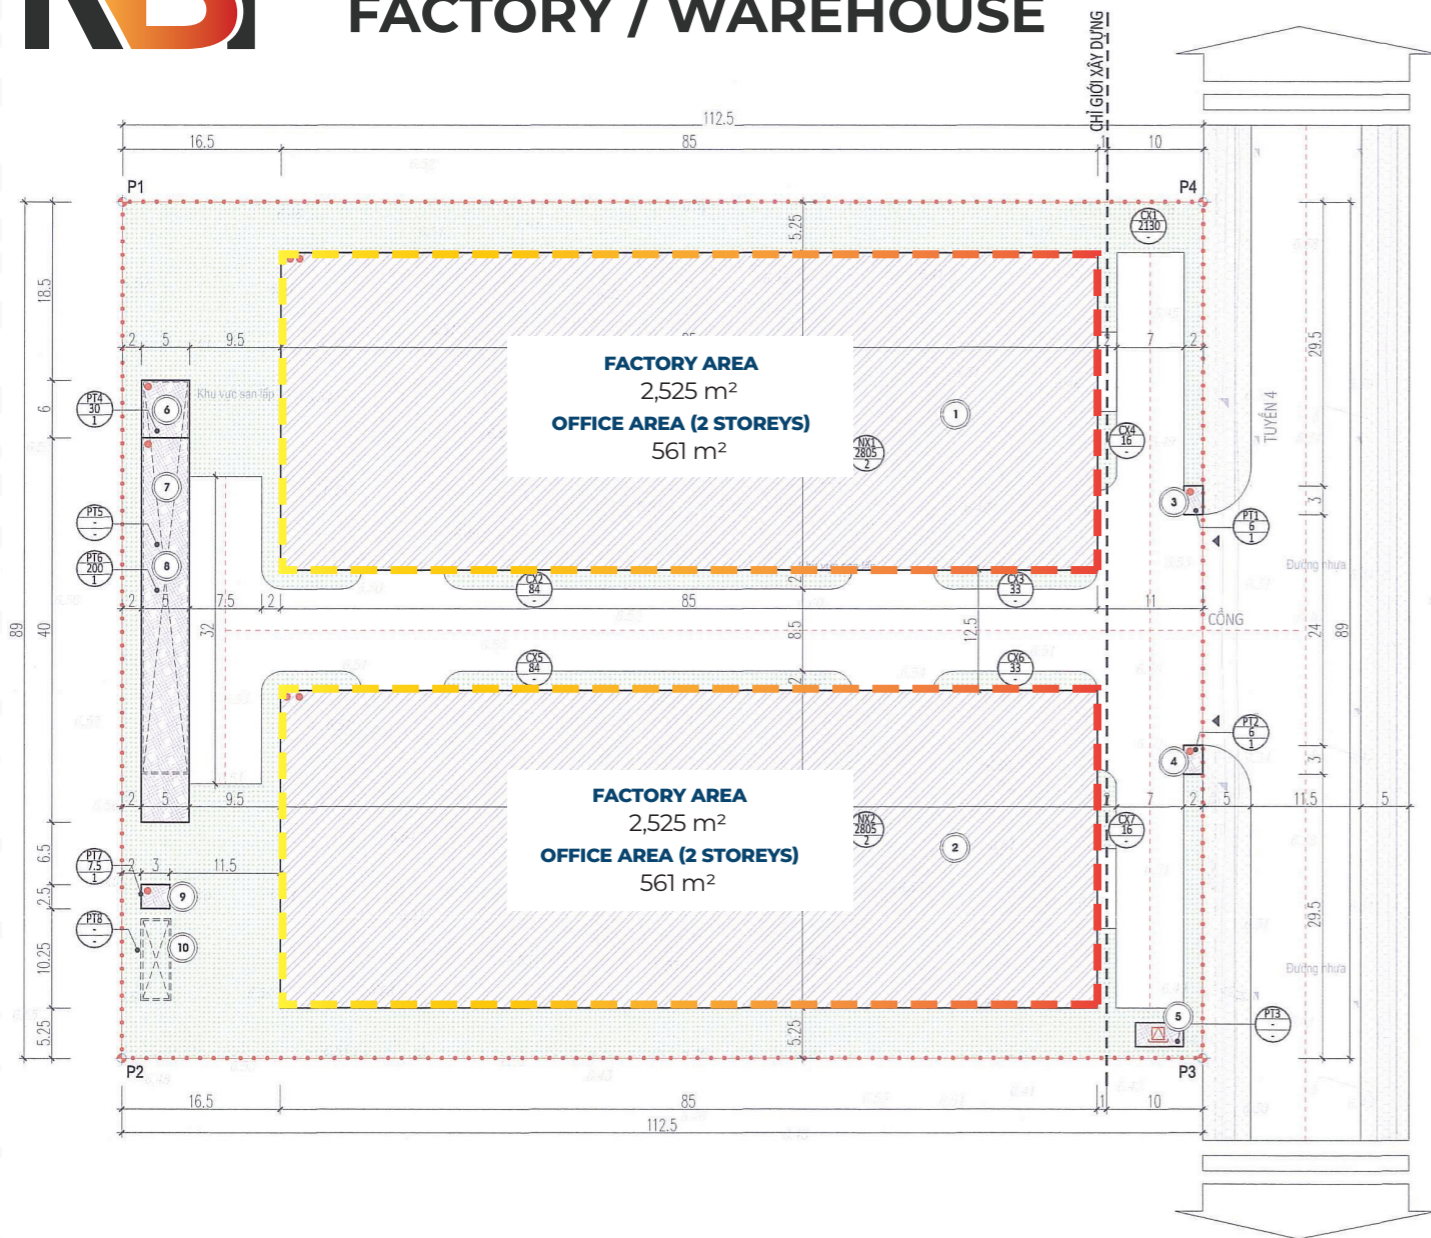 FACTORY / WAREHOUSE
CHỈ GIỚI XÂY DỰNG
112.5
16.5
85
1
10
P1
P4
CX1
2130
-
5.25
18.5
29.5
2
5
9.5
7
2
FACTORY AREA
2,525 m²
OFFICE AREA (2 STOREYS)
561 m²
Khu vực san lấp
PT4
30
1
6
6
1
NX1
2805
2
CX4
16
-
TUYẾN 4
7
3
3
PT1
6
1
PT5
-
-
PT6
200
1
8
Đường nhựa
CX2
84
-
2
CX3
33
-
2
5
7.5
2
85
11
89
40
32
8.5
12.5
CỔNG
24
89
CX5
84
-
2
CX6
33
-
PT2
6
1
4
3
FACTORY AREA
2,525 m²
OFFICE AREA (2 STOREYS)
561 m²
2
5
9.5
7
2
5
11.5
5
NX2
2805
2
2
CX7
16
-
6.5
PT7
7.5
1
2
3
11.5
2.5
9
PT8
-
-
10
10.25
29.5
Đường nhựa
5.25
5.25
5
PT3
-
-
P2
P3
16.5
85
1
10
112.5